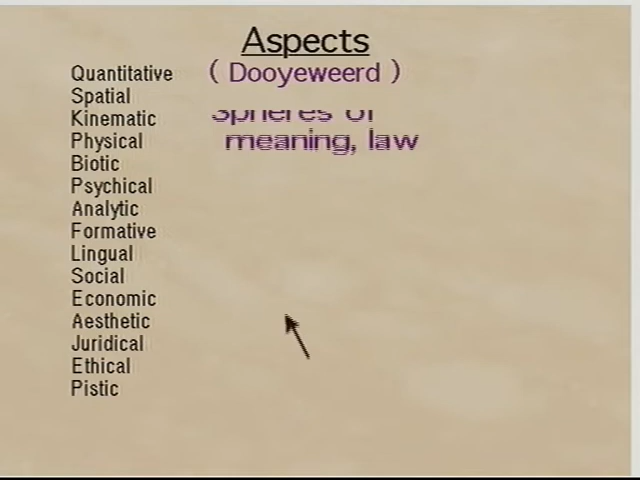 Aspects
Quantitative
( Dooyeweerd )
Spatial
Kinematic
Spheres of
Physical
meaning, law
Biotic
Psychical
Analytic
Formative
Lingual
Social
Economic
Aesthetic
Juridical
Ethical
Pistic